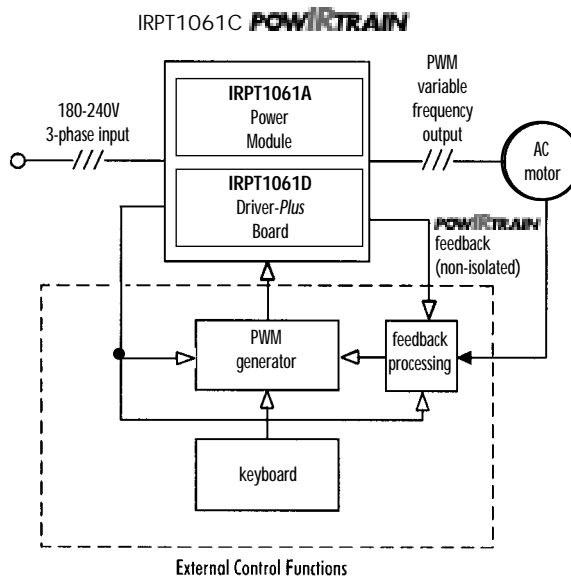 IRPT1061C POWIRTRAIN
IRPT1061A
Power
Module
IRPT1061D
Driver-Plus
Board
180-240V
3-phase input
PWM
variable
frequency
output
AC
motor
POWIRTRAIN
feedback
(non-isolated)
PWM
generator
feedback
processing
keyboard
External Control Functions